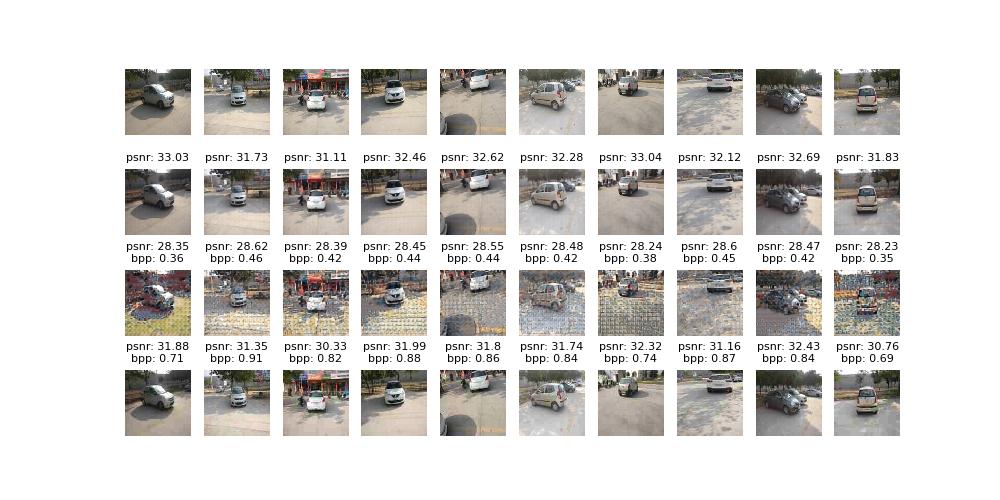 psnr: 33.03 psnr: 31.73 psnr: 31.11 psnr: 32.46 psnr: 32.62 psnr: 32.28 psnr: 33.04 psnr: 32.12 psnr: 32.69 psnr: 31.83
psnr: 28.35 psnr: 28.62 psnr: 28.39 psnr: 28.45 psnr: 28.55 psnr: 28.48 psnr: 28.24 psnr: 28.6 psnr: 28.47 psnr: 28.23
bpp: 0.36 bpp: 0.46 bpp: 0.42 bpp: 0.44 bpp: 0.44 bpp: 0.42 bpp: 0.38 bpp: 0.45 bpp: 0.42 bpp: 0.35
psnr: 31.88 psnr: 31.35 psnr: 30.33 psnr: 31.99 psnr: 31.8 psnr: 31.74 psnr: 32.32 psnr: 31.16 psnr: 32.43 psnr: 30.76
bpp: 0.71 bpp: 0.91 bpp: 0.82 bpp: 0.88 bpp: 0.86 bpp: 0.84 bpp: 0.74 bpp: 0.87 bpp: 0.84 bpp: 0.69